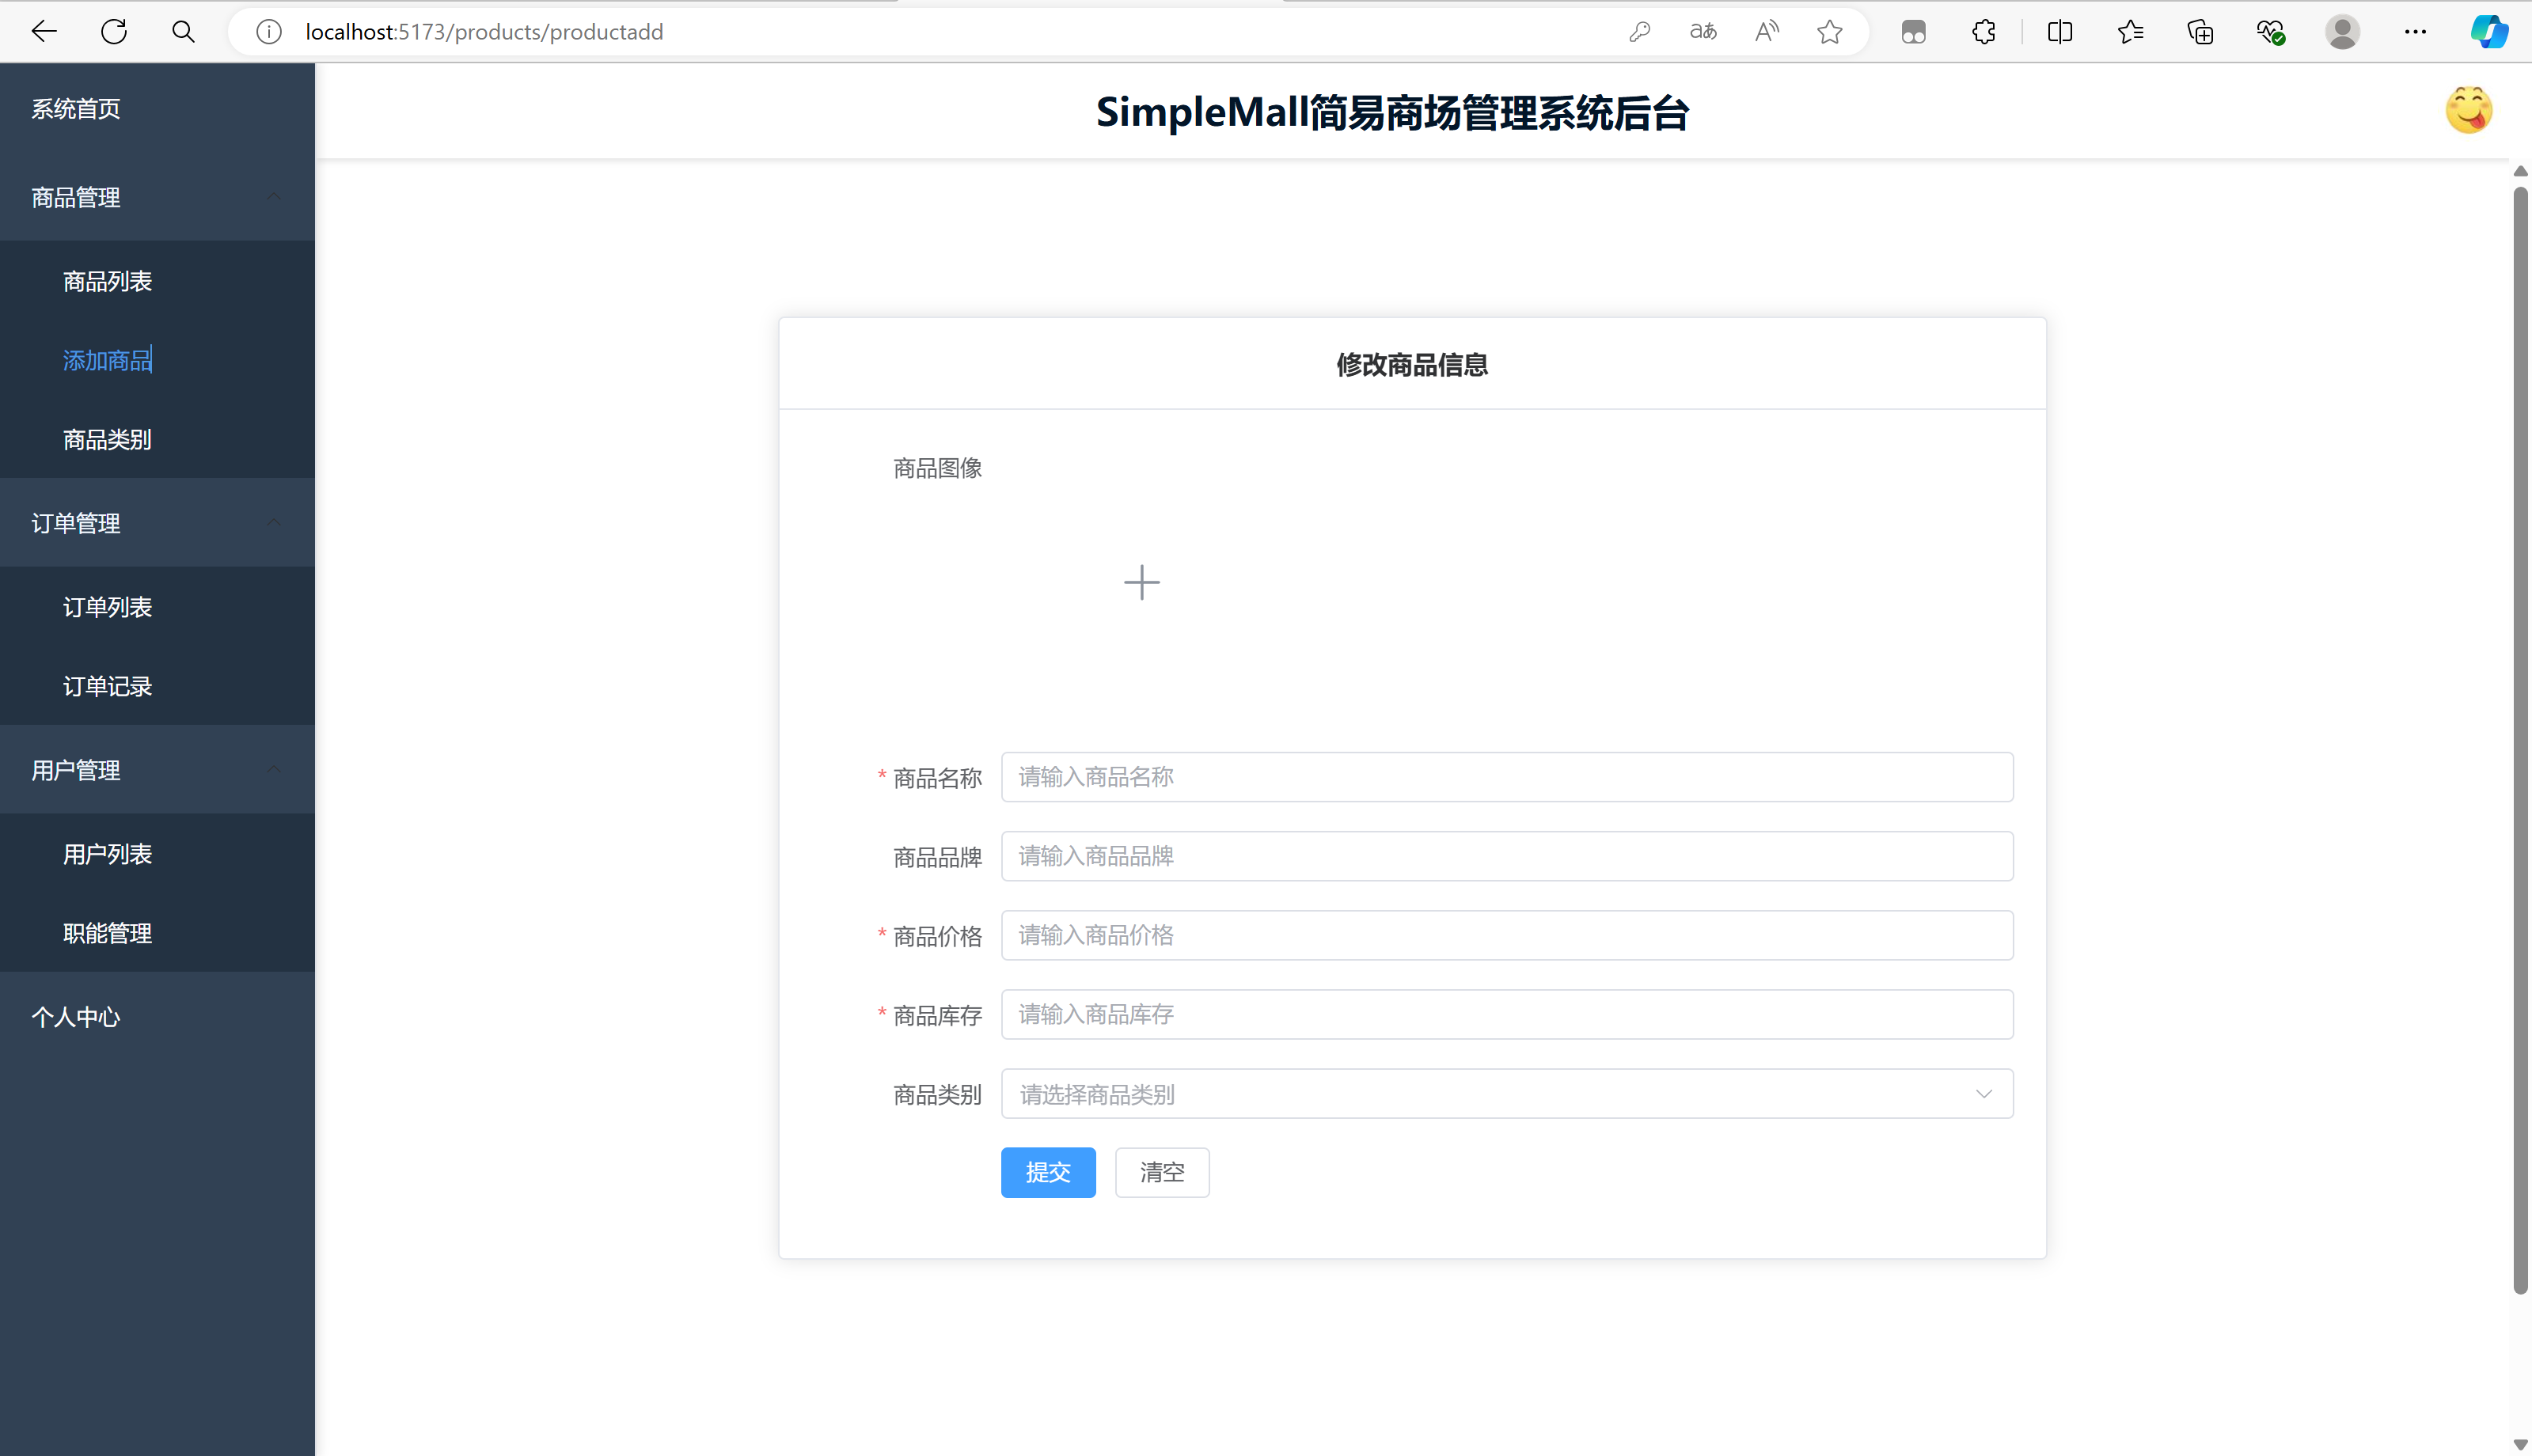 localhost:5173/products/productadd
SimpleMall简易商场管理系统后台
系统首页
商品管理
商品列表
添加商品
商品类别
订单管理
订单列表
订单记录
用户管理
用户列表
职能管理
个人中心
修改商品信息
商品图像
* 商品名称 请输入商品名称
商品品牌 请输入商品品牌
* 商品价格 请输入商品价格
* 商品库存 请输入商品库存
商品类别 请选择商品类别
提交 清空